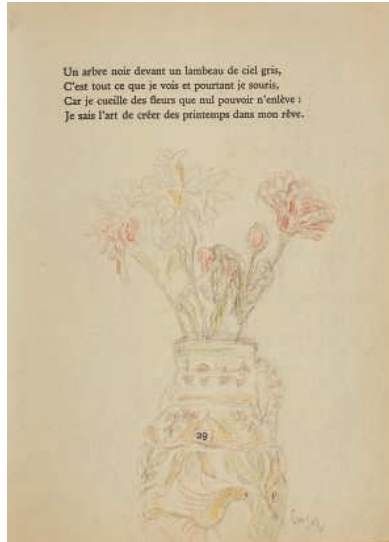 Un arbre noir devant un lambeau de ciel gris,
C'est tout ce que je vois et pourtant je souris,
Car je cueille des fleurs que nul pouvoir n'enlève :
Je sais l'art de créer des printemps dans mon rêve.
39